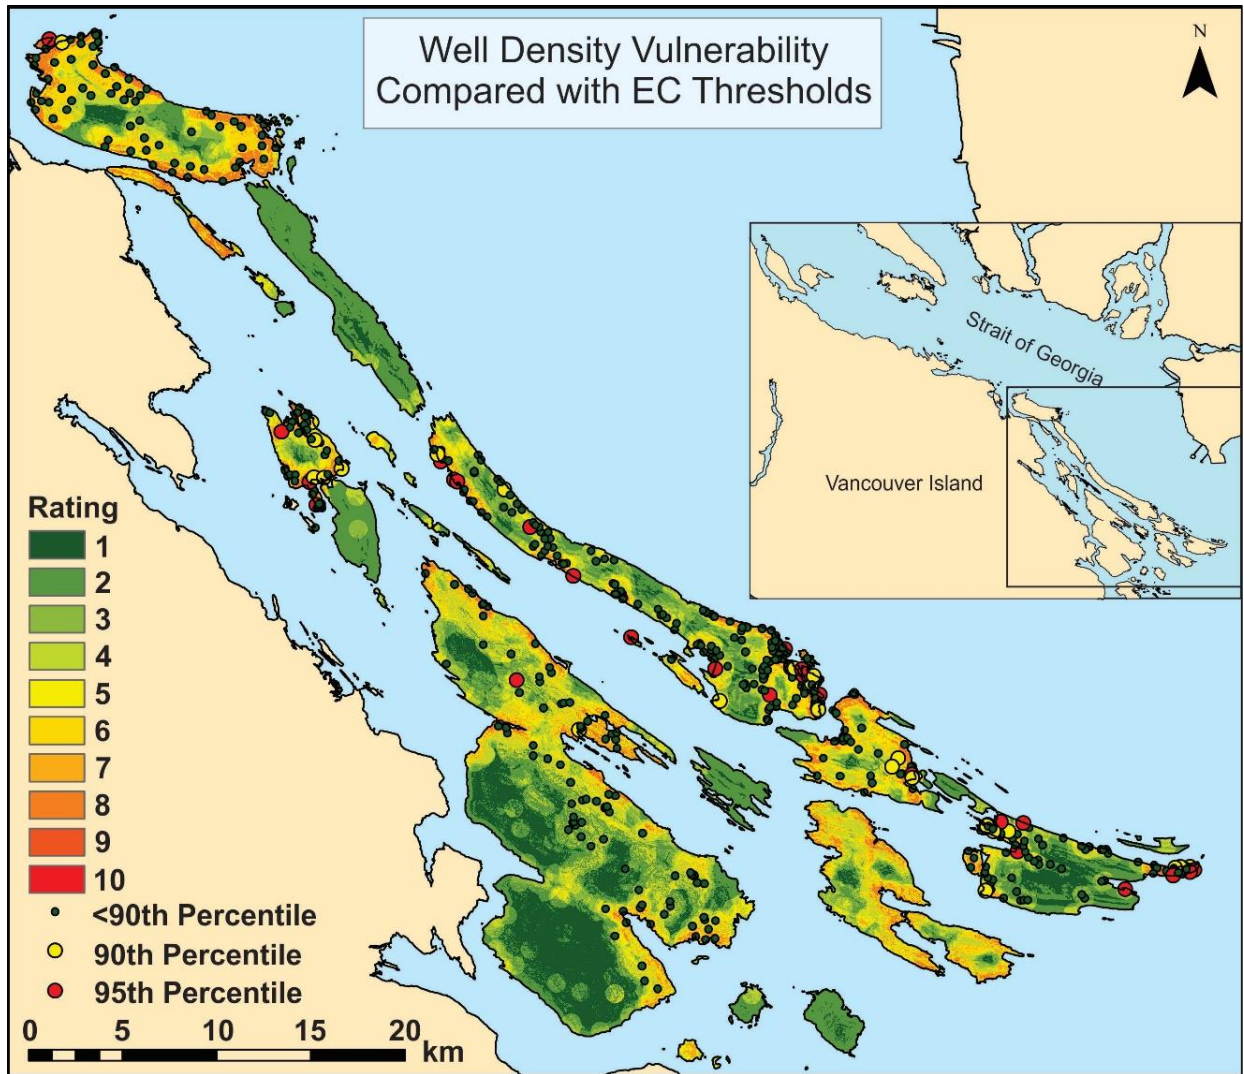 Well Density Vulnerability
Compared with EC Thresholds
N
Strait of Georgia
Vancouver Island
Rating
1
2
3
4
5
6
7
8
9
10
<90th Percentile
90th Percentile
95th Percentile
0 5 10 15 20
km